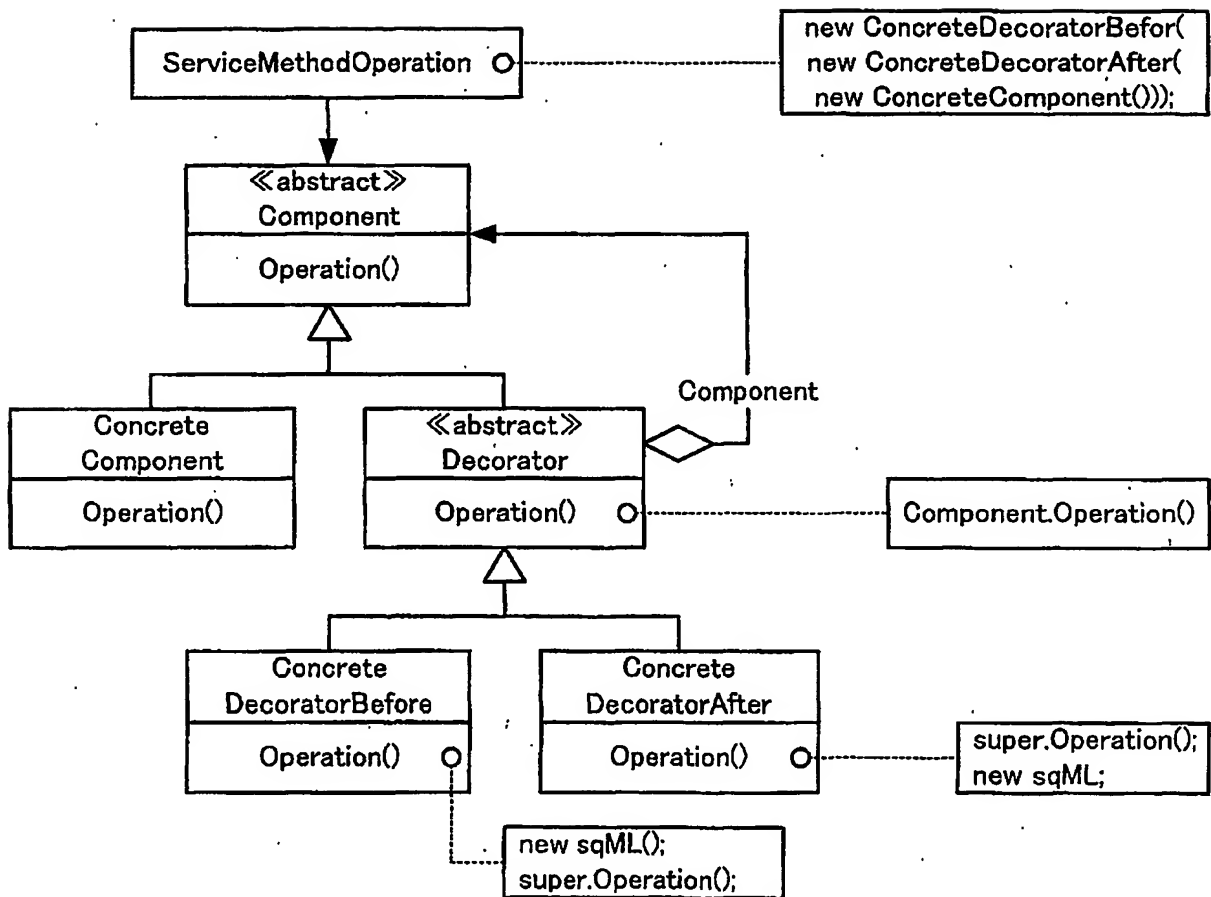 ServiceMethodOperation
new ConcreteDecoratorBefor(
new ConcreteDecoratorAfter(
new ConcreteComponent()));
≪abstract≫
Component
Operation()
Component
Concrete
Component
Operation()
≪abstract≫
Decorator
Operation()
Component.Operation()
Concrete
DecoratorBefore
Operation()
Concrete
DecoratorAfter
Operation()
super.Operation();
new sqML;
new sqML();
super.Operation();